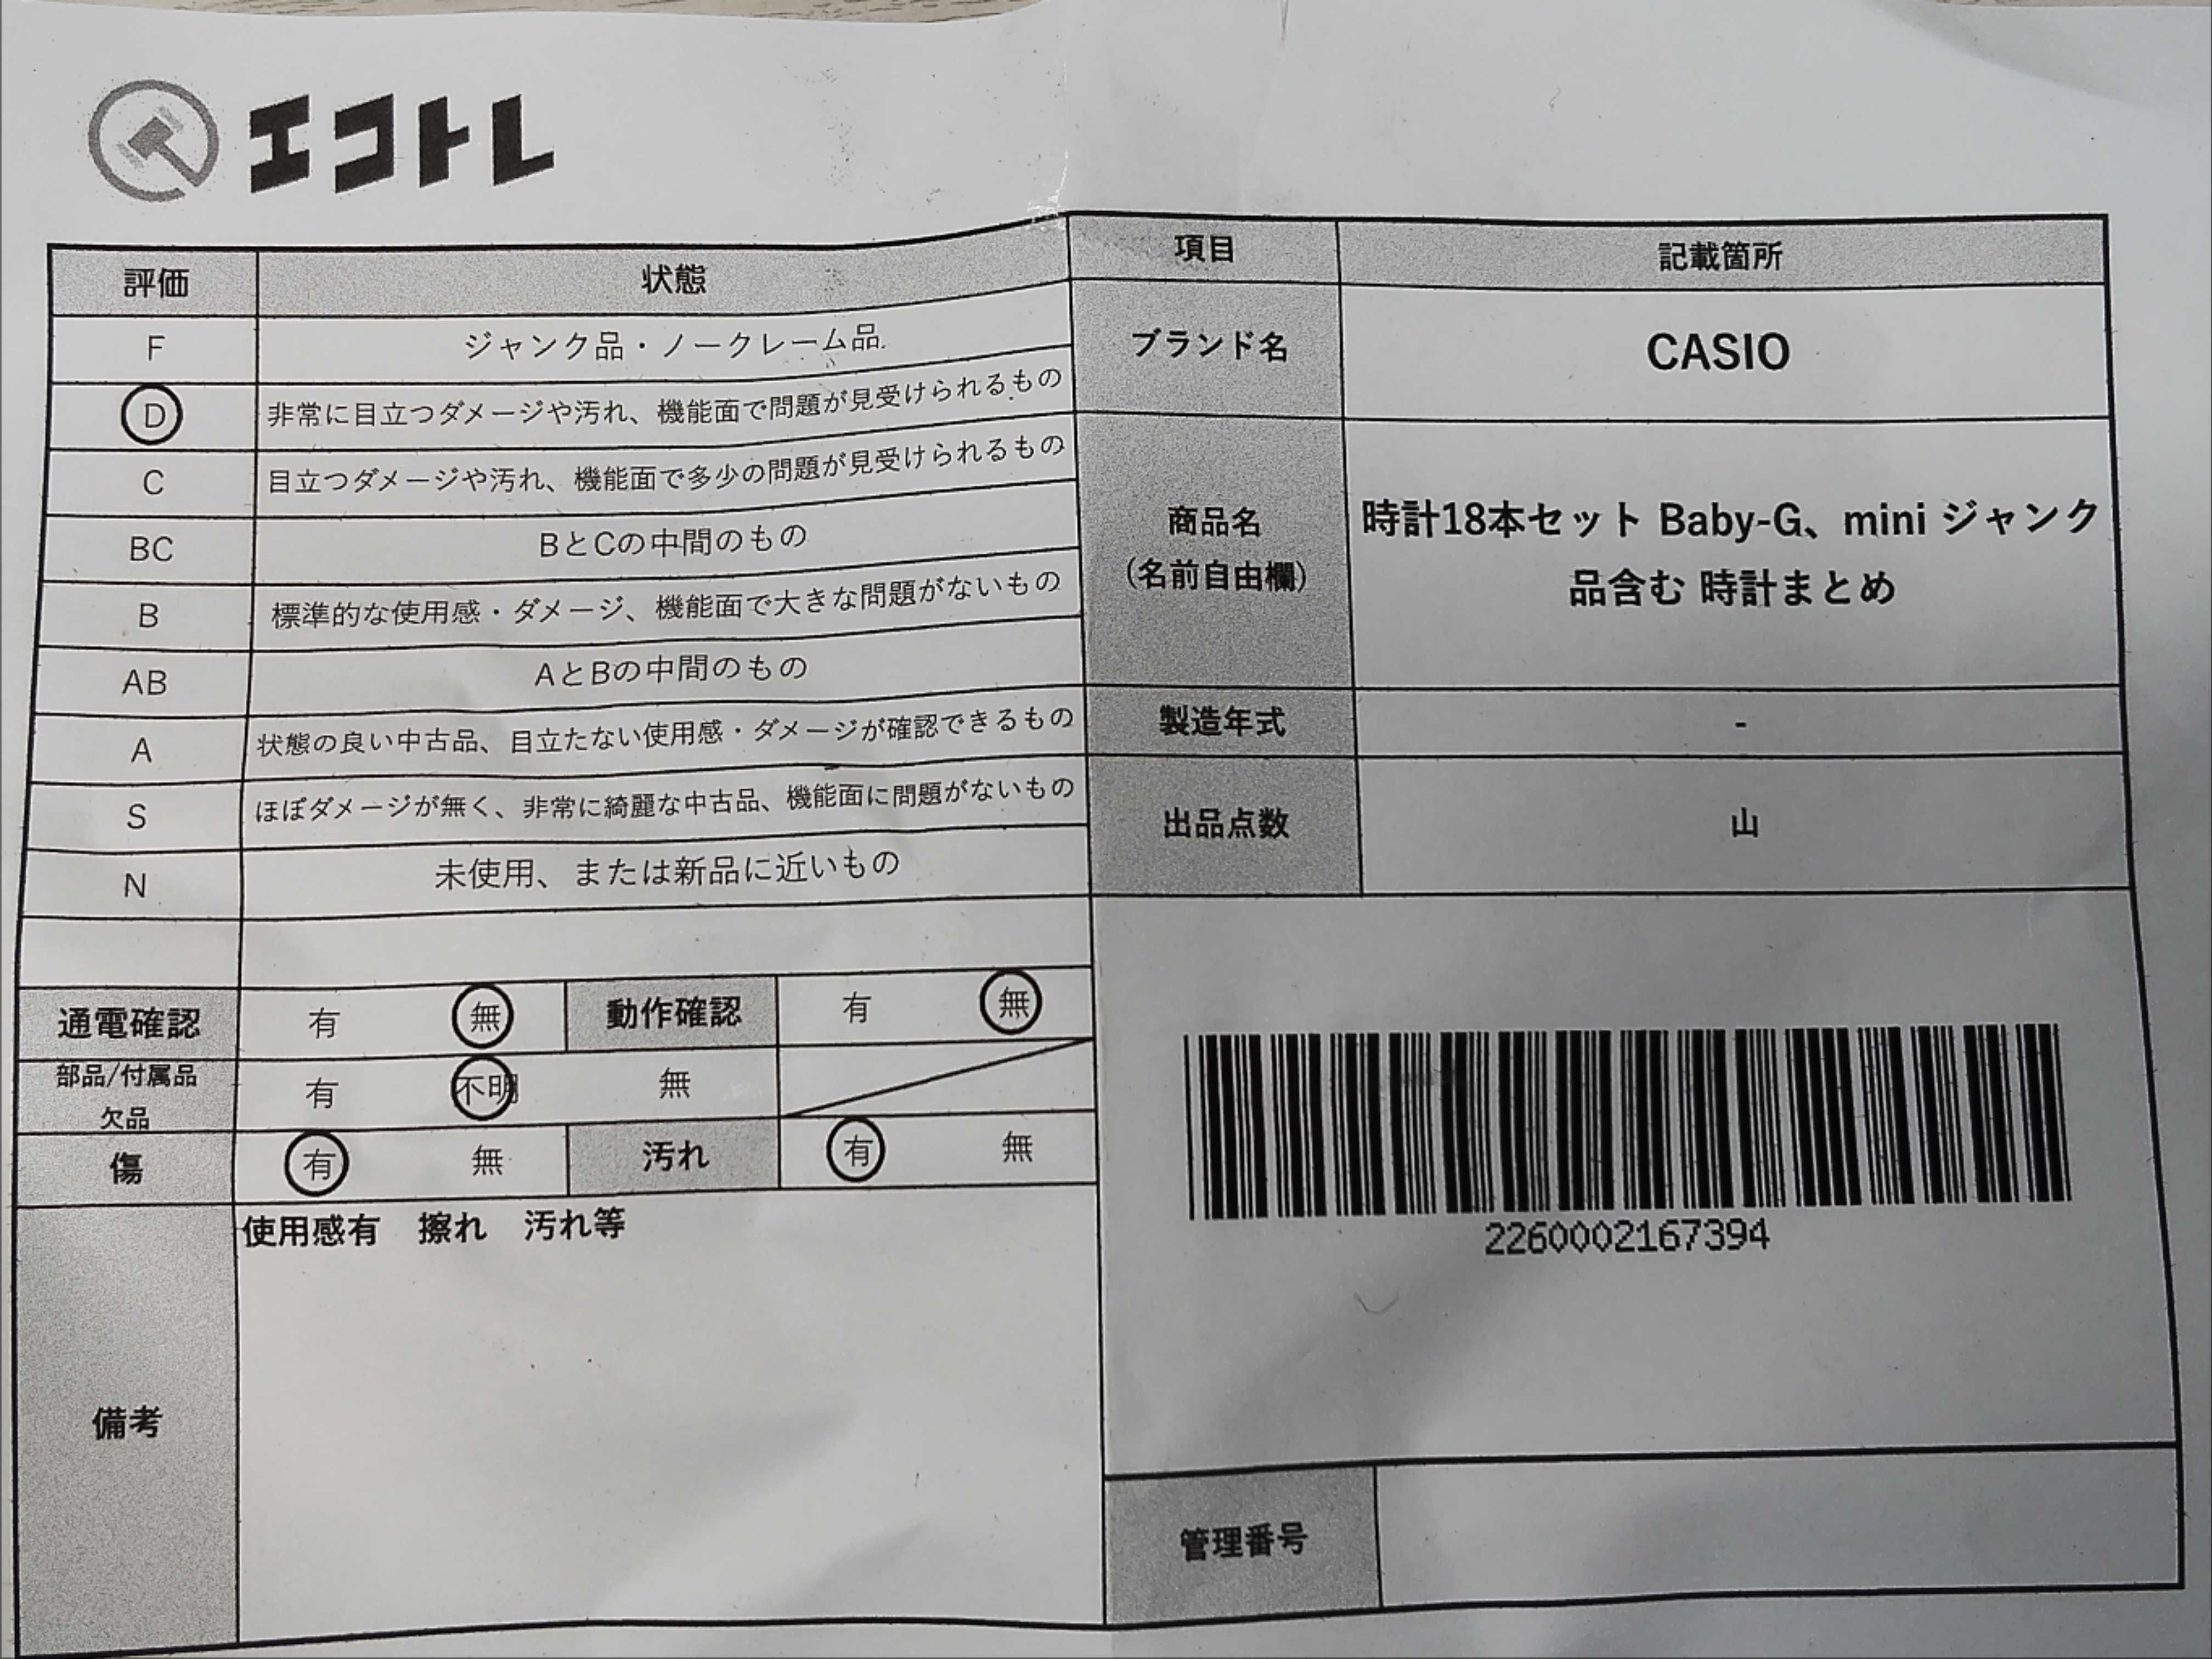 エコトレ
評価 状態
F ジャンク品・ノークレーム品
D 非常に目立つダメージや汚れ、機能面で問題が見受けられるもの
C 目立つダメージや汚れ、機能面で多少の問題が見受けられるもの
BC BとCの中間のもの
B 標準的な使用感・ダメージ、機能面で大きな問題がないもの
AB AとBの中間のもの
A 状態の良い中古品、目立たない使用感・ダメージが確認できるもの
S ほぼダメージが無く、非常に綺麗な中古品、機能面に問題がないもの
N 未使用、または新品に近いもの
通電確認 有 無 動作確認 有 無
部品/付属品
欠品 有 不明 無
傷 有 無 汚れ 有 無
備考 使用感有 擦れ 汚れ等
項目 記載箇所
ブランド名 CASIO
商品名
(名前自由欄)
時計18本セット Baby-G、mini ジャンク
品含む 時計まとめ
製造年式 -
出品点数 山
2260002167394
管理番号